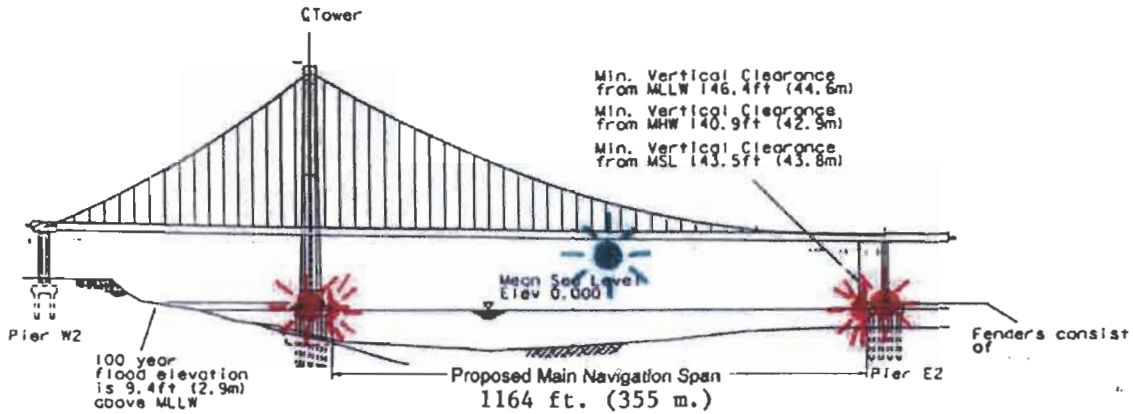 ℄Tower
Min. Vertical Clearance
from MLLW 146.4ft (44.6m)
Min. Vertical Clearance
from MHW 140.9ft (42.9m)
Min. Vertical Clearance
from MSL 143.5ft (43.8m)
Mean Sea Level
Elev 0.000
Pier W2
100 year
flood elevation
is 9.4ft (2.9m)
above MLLW
Fenders consist
of
Proposed Main Navigation Span
1164 ft. (355 m.)
Pier E2